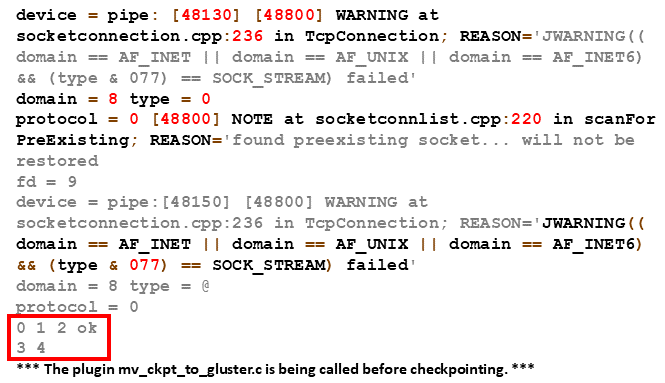 device = pipe: [48130] [48800] WARNING at
socketconnection.cpp:236 in TcpConnection; REASON='JWARNING((
domain == AF_INET || domain == AF_UNIX || domain == AF_INET6)
&& (type & 077) == SOCK_STREAM) failed'
domain = 8 type = 0
protocol = 0 [48800] NOTE at socketconnlist.cpp:220 in scanFor
PreExisting; REASON='found preexisting socket... will not be
restored
fd = 9
device = pipe:[48150] [48800] WARNING at
socketconnection.cpp:236 in TcpConnection; REASON='JWARNING((
domain == AF_INET || domain == AF_UNIX || domain == AF_INET6)
&& (type & 077) == SOCK_STREAM) failed'
domain = 8 type = @
protocol = 0
0 1 2 ok
3 4
*** The plugin mv_ckpt_to_gluster.c is being called before checkpointing. ***